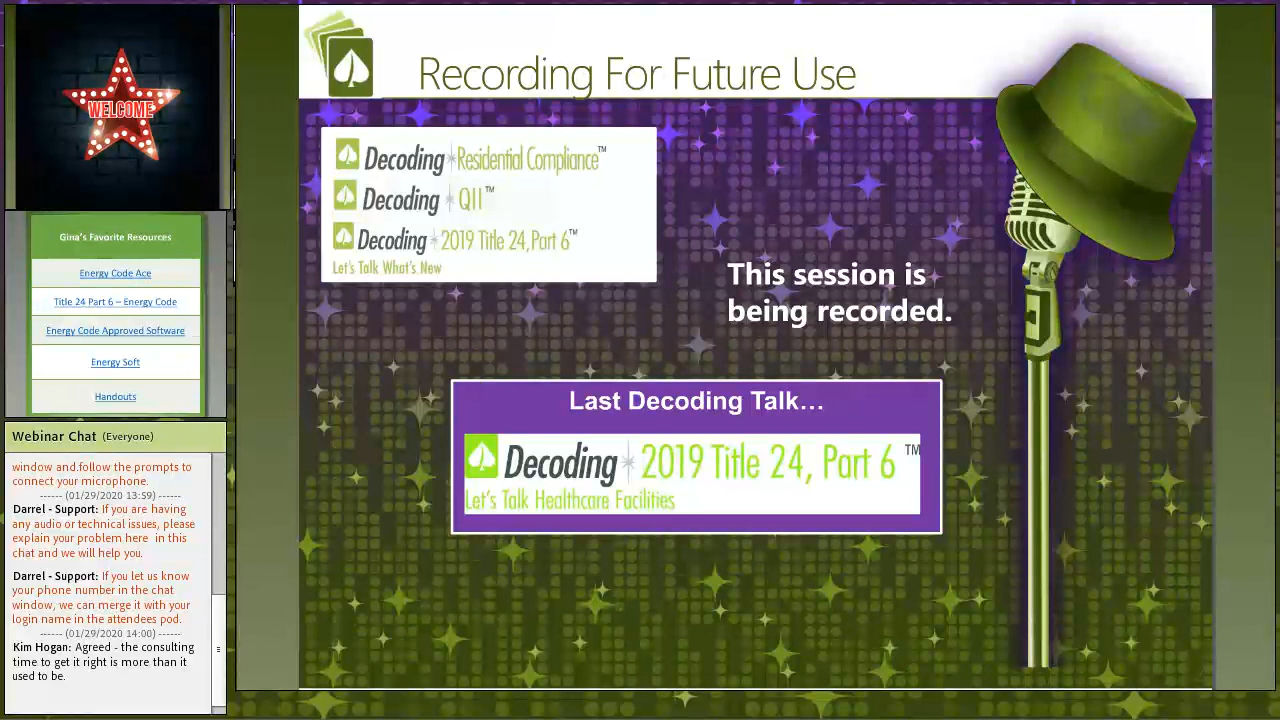 WELCOME
Gina's Favorite Resources
Energy Code Ace
Title 24 Part 6 – Energy Code
Energy Code Approved Software
Energy Soft
Handouts
Webinar Chat (Everyone)
window and follow the prompts to
connect your microphone.
------ (01/29/2020 13:59) ------
Darrel - Support: If you are having
any audio or technical issues, please
explain your problem here in this
chat and we will help you.
Darrel - Support: If you let us know
your phone number in the chat
window, we can merge it with your
login name in the attendees pod.
------ (01/29/2020 14:00) ------
Kim Hogan: Agreed - the consulting
time to get it right is more than it
used to be.
Recording For Future Use
Decoding Residential Compliance™
Decoding QII™
Decoding 2019 Title 24, Part 6™
Let's Talk What's New
This session is
being recorded.
Last Decoding Talk...
Decoding 2019 Title 24, Part 6 ™
Let's Talk Healthcare Facilities